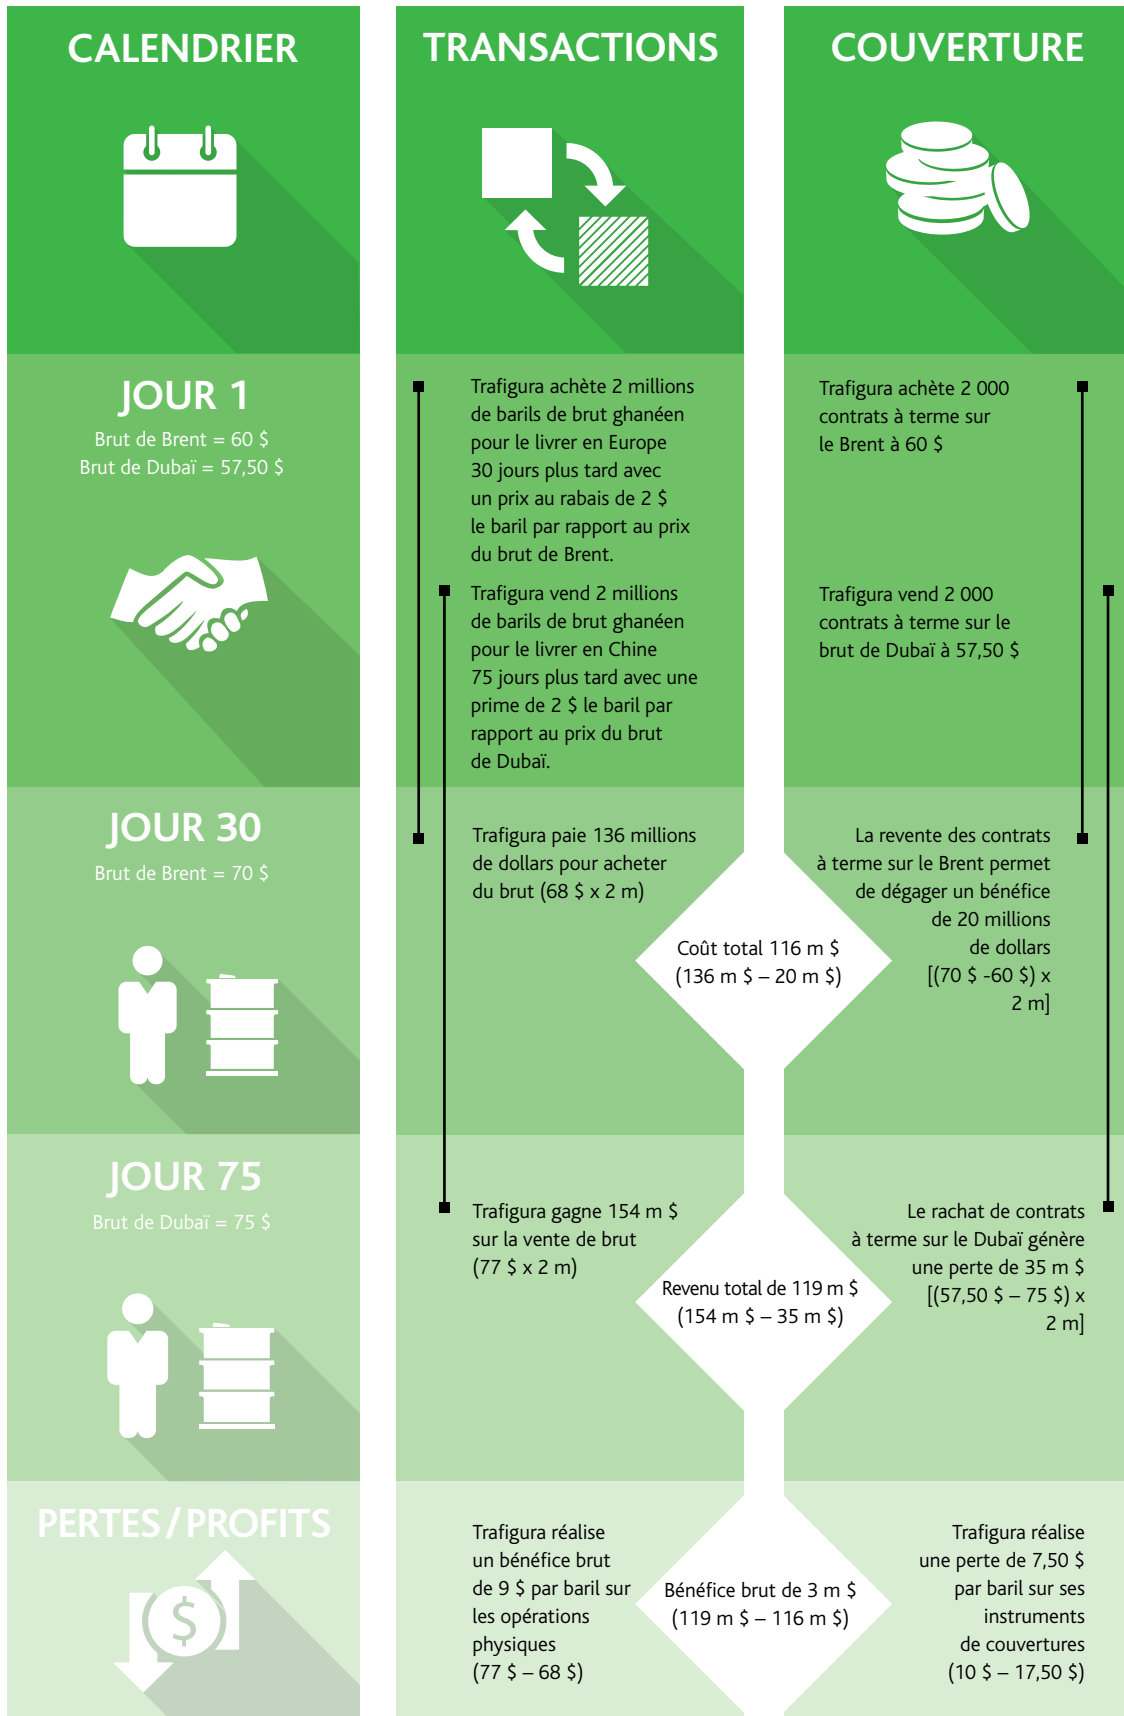 CALENDRIER
TRANSACTIONS
COUVERTURE
JOUR 1
Brut de Brent = 60 $
Brut de Dubaï = 57,50 $
Trafigura achète 2 millions
de barils de brut ghanéen
pour le livrer en Europe
30 jours plus tard avec
un prix au rabais de 2 $
le baril par rapport au prix
du brut de Brent.
Trafigura vend 2 millions
de barils de brut ghanéen
pour le livrer en Chine
75 jours plus tard avec une
prime de 2 $ le baril par
rapport au prix du brut
de Dubaï.
Trafigura achète 2 000
contrats à terme sur
le Brent à 60 $
Trafigura vend 2 000
contrats à terme sur le
brut de Dubaï à 57,50 $
JOUR 30
Brut de Brent = 70 $
Trafigura paie 136 millions
de dollars pour acheter
du brut (68 $ x 2 m)
Coût total 116 m $
(136 m $ – 20 m $)
La revente des contrats
à terme sur le Brent permet
de dégager un bénéfice
de 20 millions
de dollars
[(70 $ -60 $) x
2 m]
JOUR 75
Brut de Dubaï = 75 $
Trafigura gagne 154 m $
sur la vente de brut
(77 $ x 2 m)
Revenu total de 119 m $
(154 m $ – 35 m $)
Le rachat de contrats
à terme sur le Dubaï génère
une perte de 35 m $
[(57,50 $ – 75 $) x
2 m]
PERTES / PROFITS
$
Trafigura réalise
un bénéfice brut
de 9 $ par baril sur
les opérations
physiques
(77 $ – 68 $)
Bénéfice brut de 3 m $
(119 m $ – 116 m $)
Trafigura réalise
une perte de 7,50 $
par baril sur ses
instruments
de couvertures
(10 $ – 17,50 $)